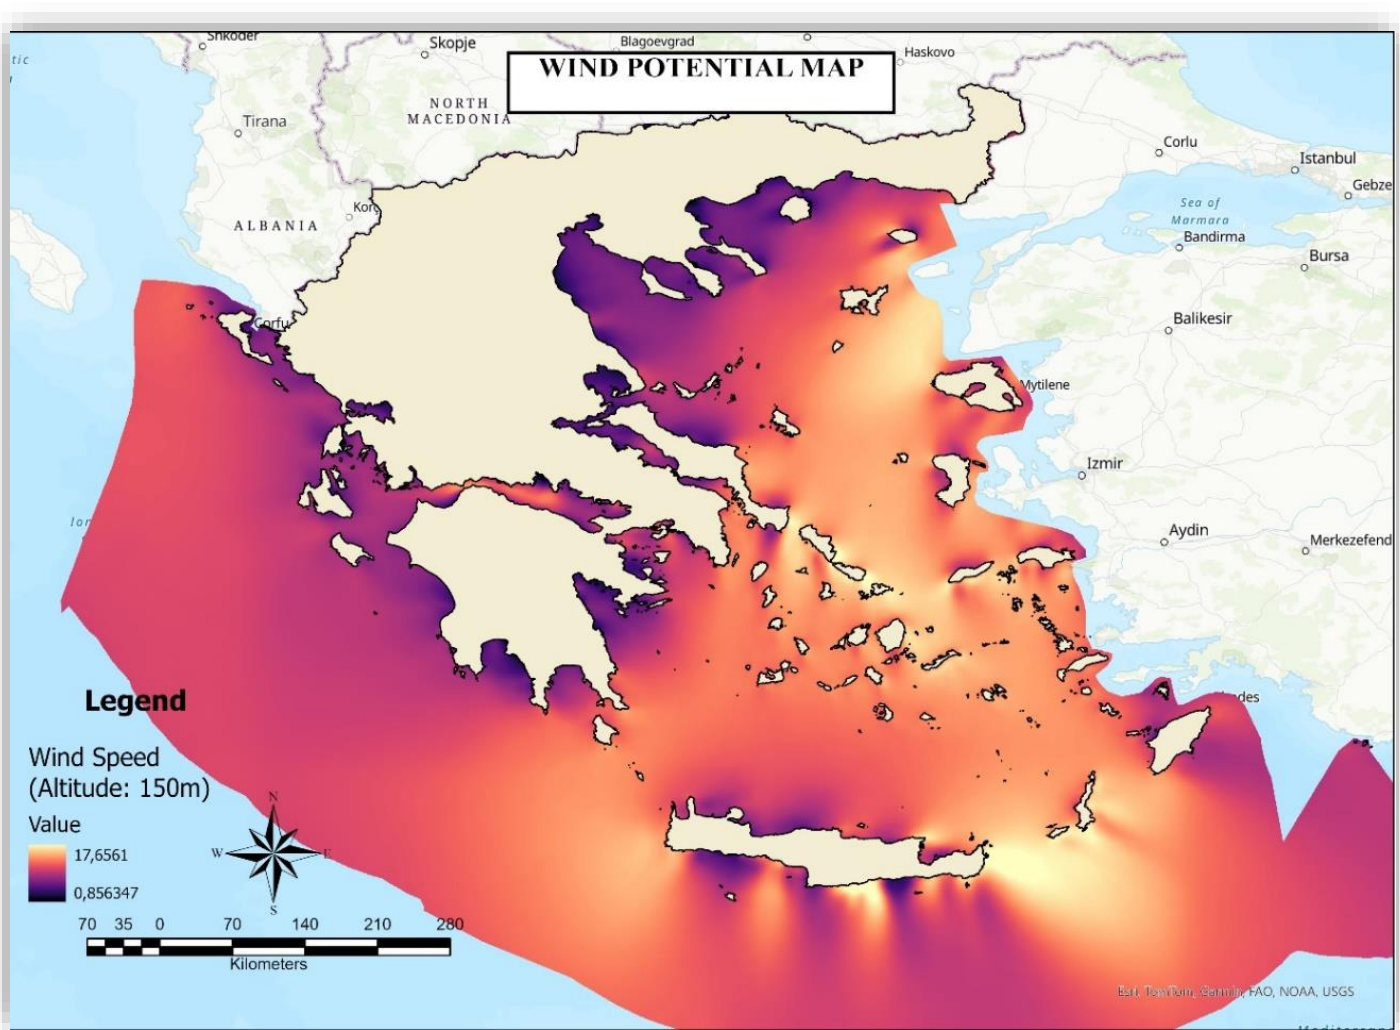 Shkoder
Skopje
Blagoevgrad
Haskovo
WIND POTENTIAL MAP
NORTH
MACEDONIA
Tirana
Corlu
Istanbul
Gebze
Sea of
Marmara
Bandirma
Bursa
ALBANIA
Balikesir
Corfu
Mytilene
Izmir
Aydin
Merkezefend
des
Legend
Wind Speed
(Altitude: 150m)
Value
17,6561
0,856347
N
W
E
S
70 35 0 70 140 210 280
Kilometers
Esri, TomTom, Garmin, FAO, NOAA, USGS